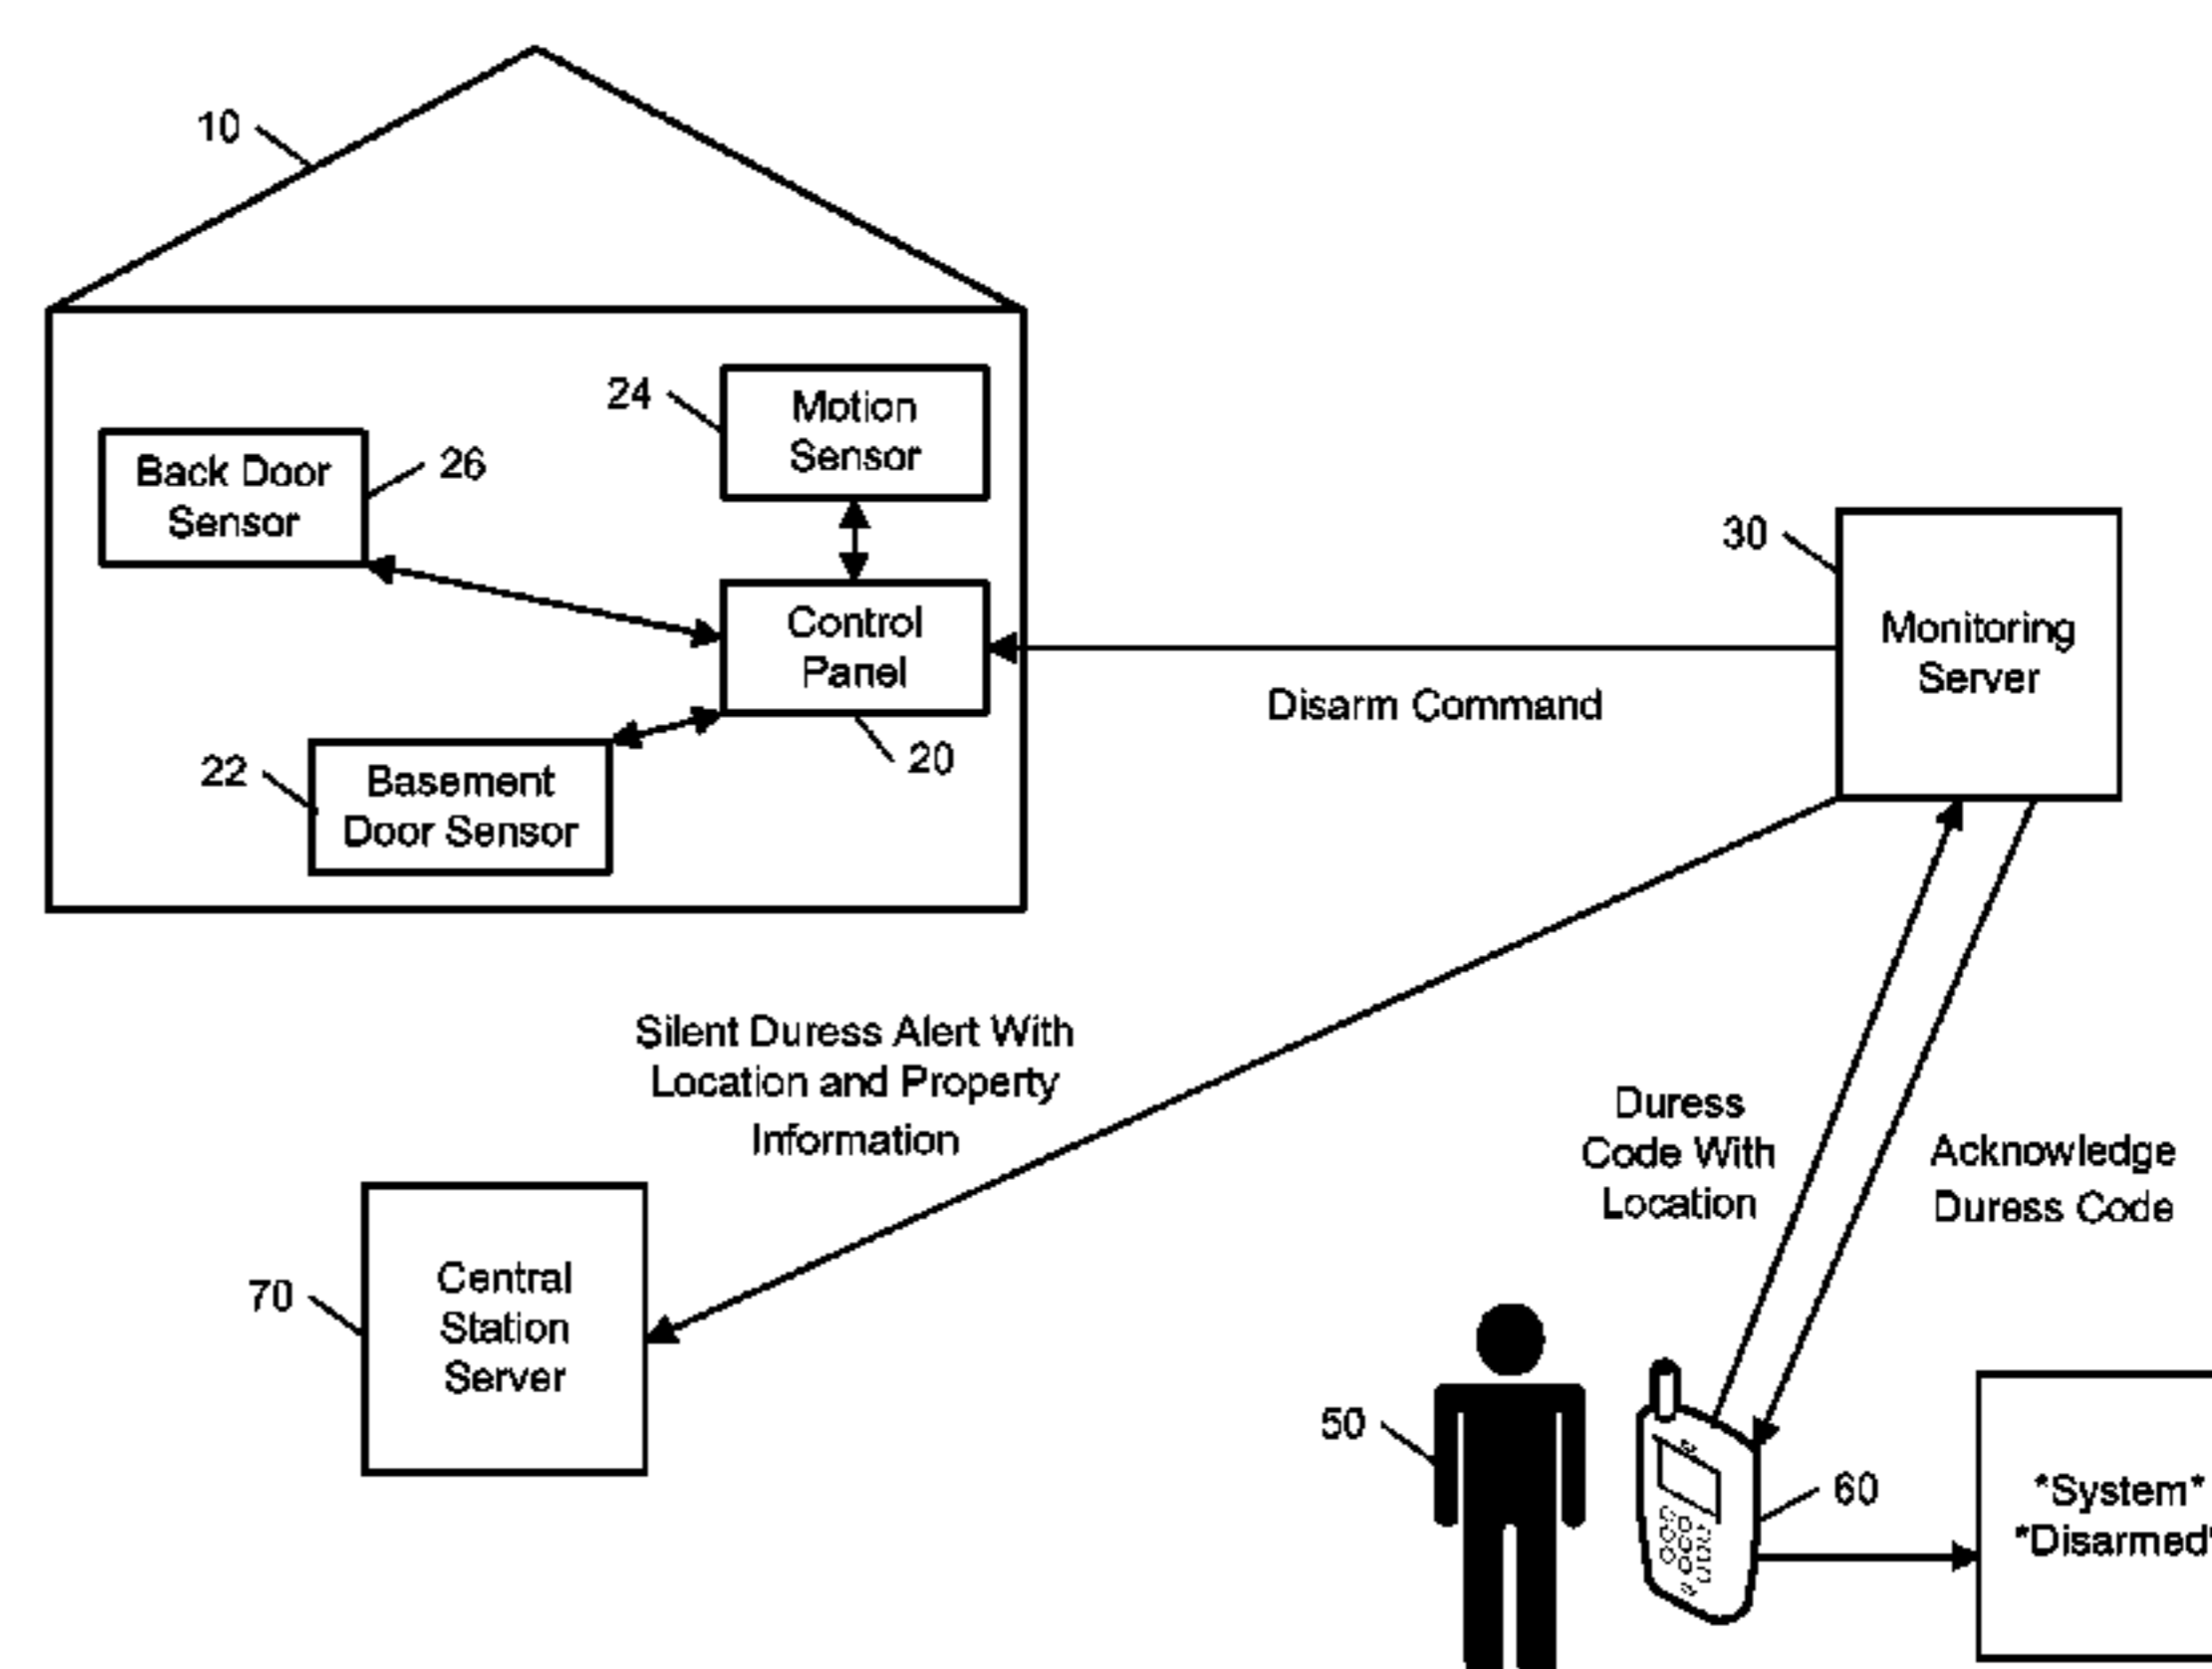 10
24
Motion
Sensor
Back Door
Sensor
26
30
Monitoring
Server
Control
Panel
Disarm Command
20
22
Basement
Door Sensor
Silent Duress Alert With
Location and Property
Information
Duress
Code With
Location
Acknowledge
Duress Code
70
Central
Station
Server
50
60
*System*
*Disarmed*